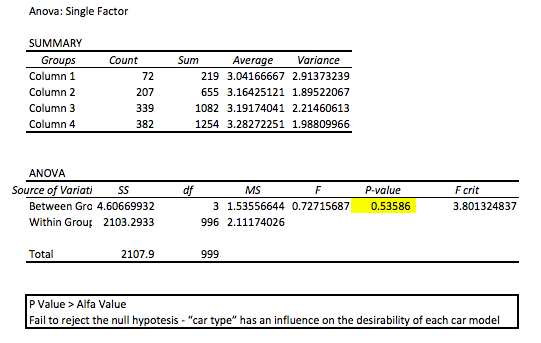 Anova: Single Factor
SUMMARY
Groups Count Sum Average Variance
Column 1 72 219 3.04166667 2.91373239
Column 2 207 655 3.16425121 1.89522067
Column 3 339 1082 3.19174041 2.21460613
Column 4 382 1254 3.28272251 1.98809966
ANOVA
Source of Variati SS df MS F P-value F crit
Between Gro 4.60669932 3 1.53556644 0.72715687 0.53586 3.801324837
Within Group 2103.2933 996 2.11174026
Total 2107.9 999
P Value > Alfa Value
Fail to reject the null hypotesis - “car type” has an influence on the desirability of each car model